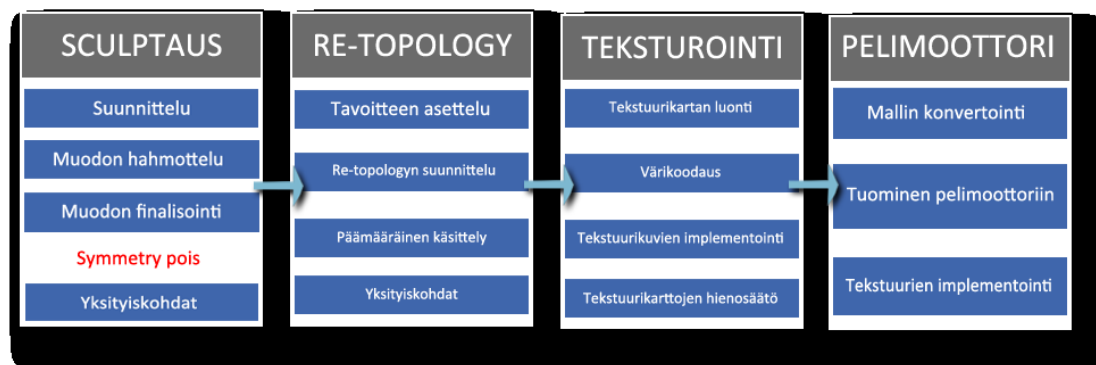 SCULPTAUS
Suunnittelu
Muodon hahmottelu
Muodon finalisointi
Symmetry pois
Yksityiskohdat
RE-TOPOLOGY
Tavoitteen asettelu
Re-topologyn suunnittelu
Päämääräinen käsittely
Yksityiskohdat
TEKSTUROINTI
Tekstuurikartan luonti
Värikoodaus
Tekstuurikuvien implementointi
Tekstuurikarttojen hienosäätö
PELIMOOTTORI
Mallin konvertointi
Tuominen pelimoottoriin
Tekstuurien implementointi